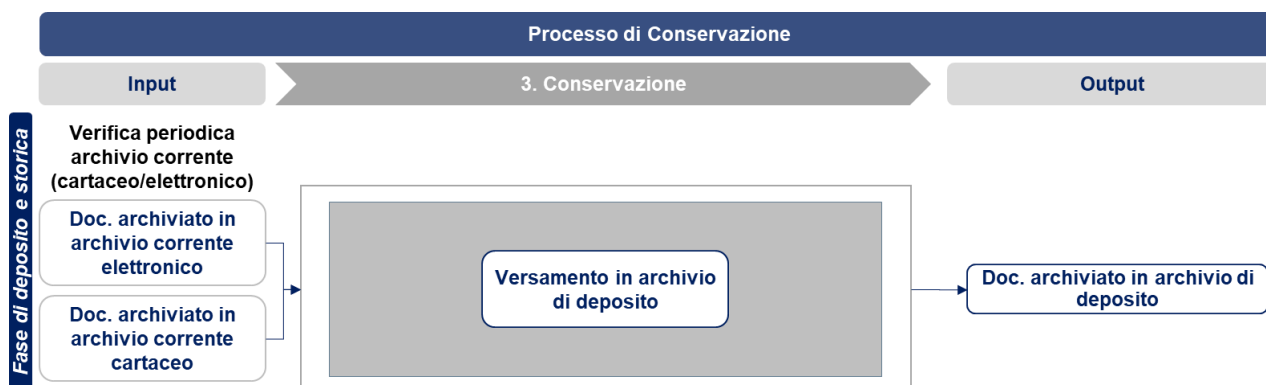 Processo di Conservazione
Input
3. Conservazione
Output
Fase di deposito e storica
Verifica periodica
archivio corrente
(cartaceo/elettronico)
Doc. archiviato in
archivio corrente
elettronico
Doc. archiviato in
archivio corrente
cartaceo
Versamento in archivio
di deposito
Doc. archiviato in archivio di
deposito